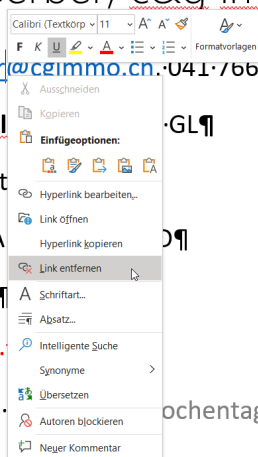 Calibri (Textkörp 11 A A
F K U A Formatvorlagen
@cgimmo.ch,·041·766
Ausschneiden
Kopieren
·GL¶
Einfügeoptionen:
Hyperlink bearbeiten...
Link öffnen
Hyperlink kopieren
Link entfernen
Schriftart...
Absatz...
Intelligente Suche
Synonyme
Übersetzen
Autoren blockieren
ochentag
Neuer Kommentar